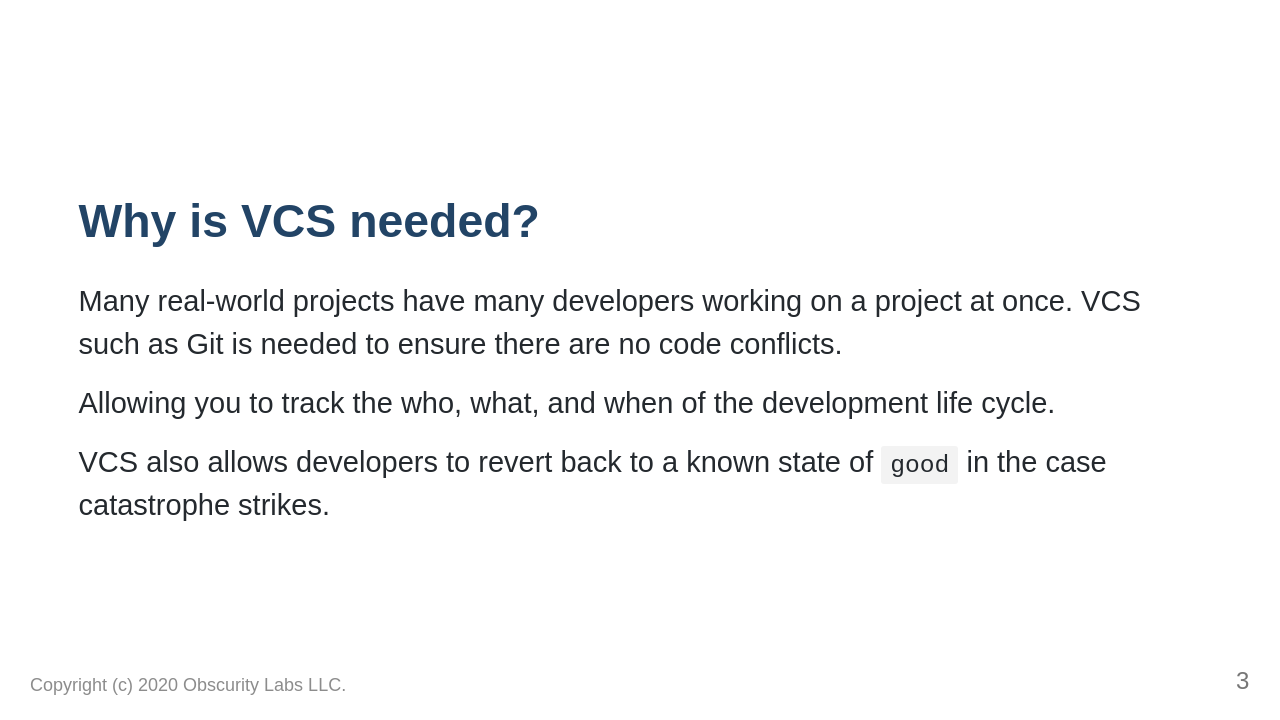 Why is VCS needed?
Many real-world projects have many developers working on a project at once. VCS
such as Git is needed to ensure there are no code conflicts.
Allowing you to track the who, what, and when of the development life cycle.
VCS also allows developers to revert back to a known state of good in the case
catastrophe strikes.
Copyright (c) 2020 Obscurity Labs LLC.
3